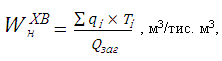 W_н^ХВ = (∑ q_i × T_i) / Q_заг , м³/тис. м³,